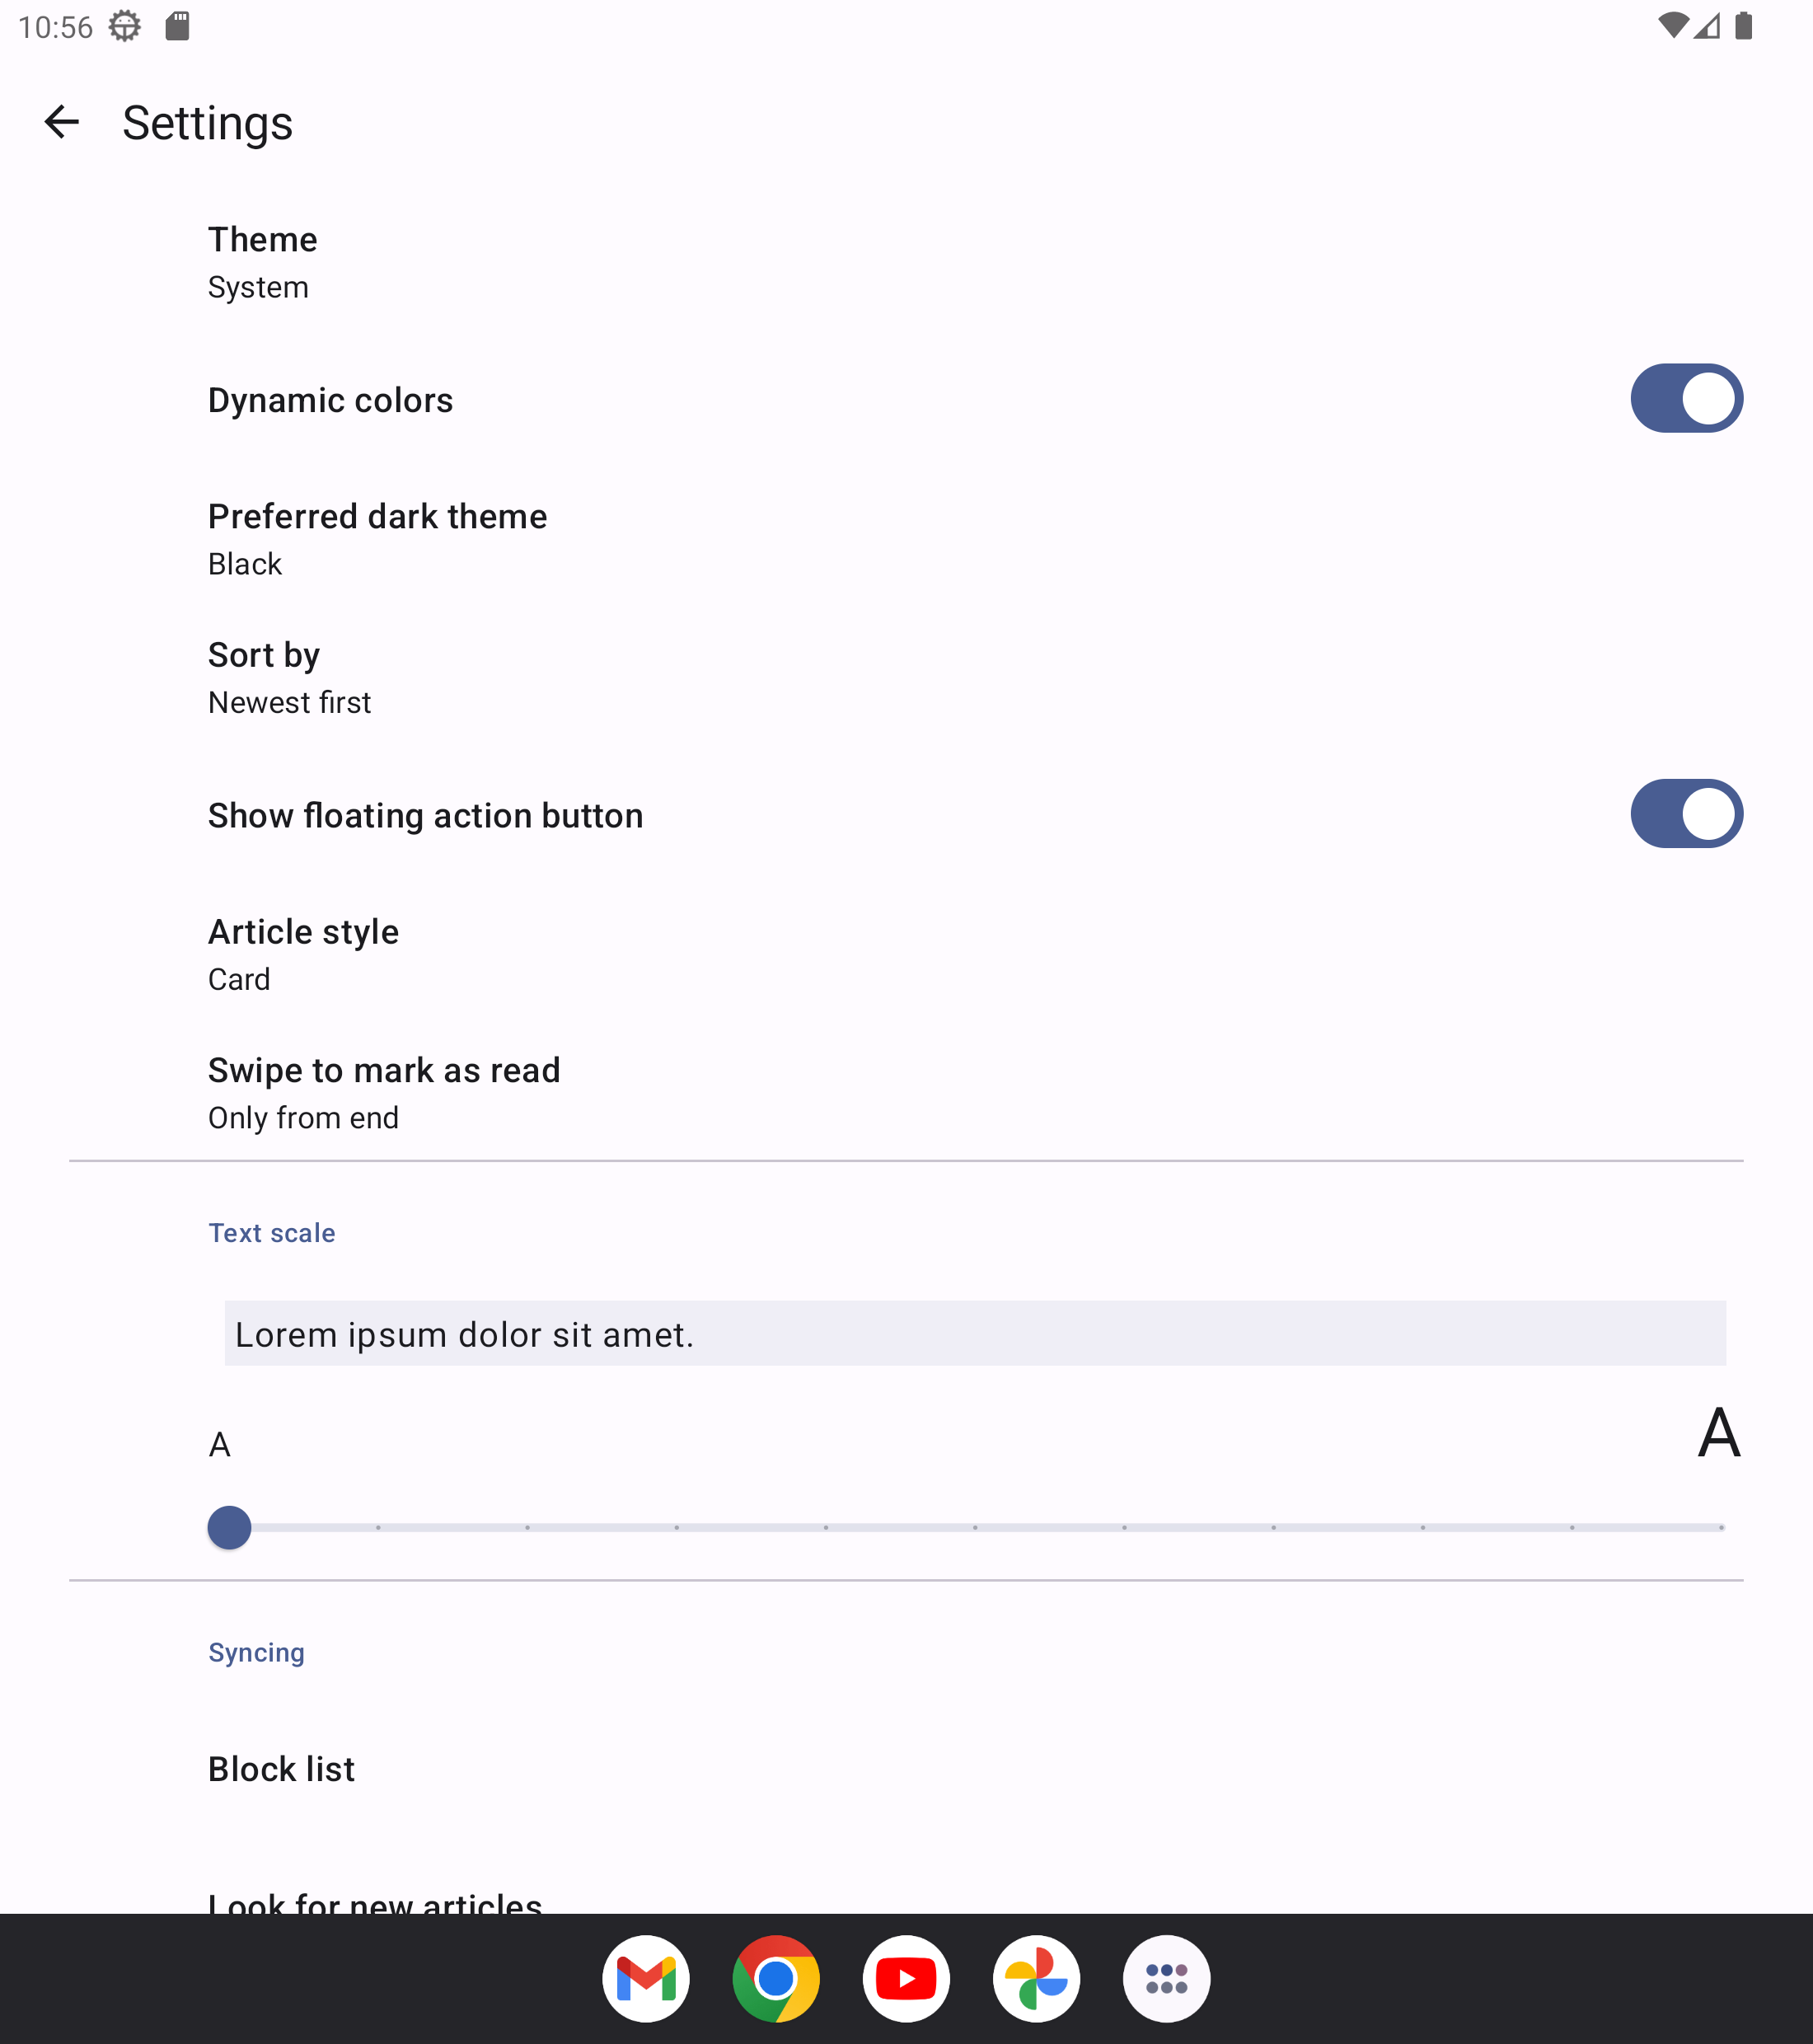 10:56
Settings
Theme
System
Dynamic colors
Preferred dark theme
Black
Sort by
Newest first
Show floating action button
Article style
Card
Swipe to mark as read
Only from end
Text scale
Lorem ipsum dolor sit amet.
A
A
Syncing
Block list
Look for new articles